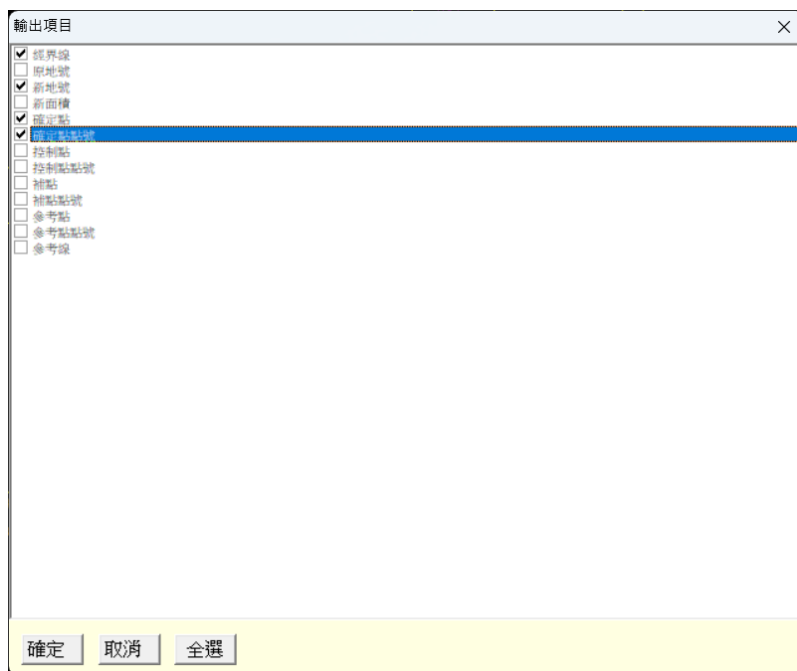 輸出項目
經界線
原地號
新地號
新面積
確定點
確定點點號
控制點
控制點點號
補點
補點點號
參考點
參考點點號
參考線
確定 取消 全選